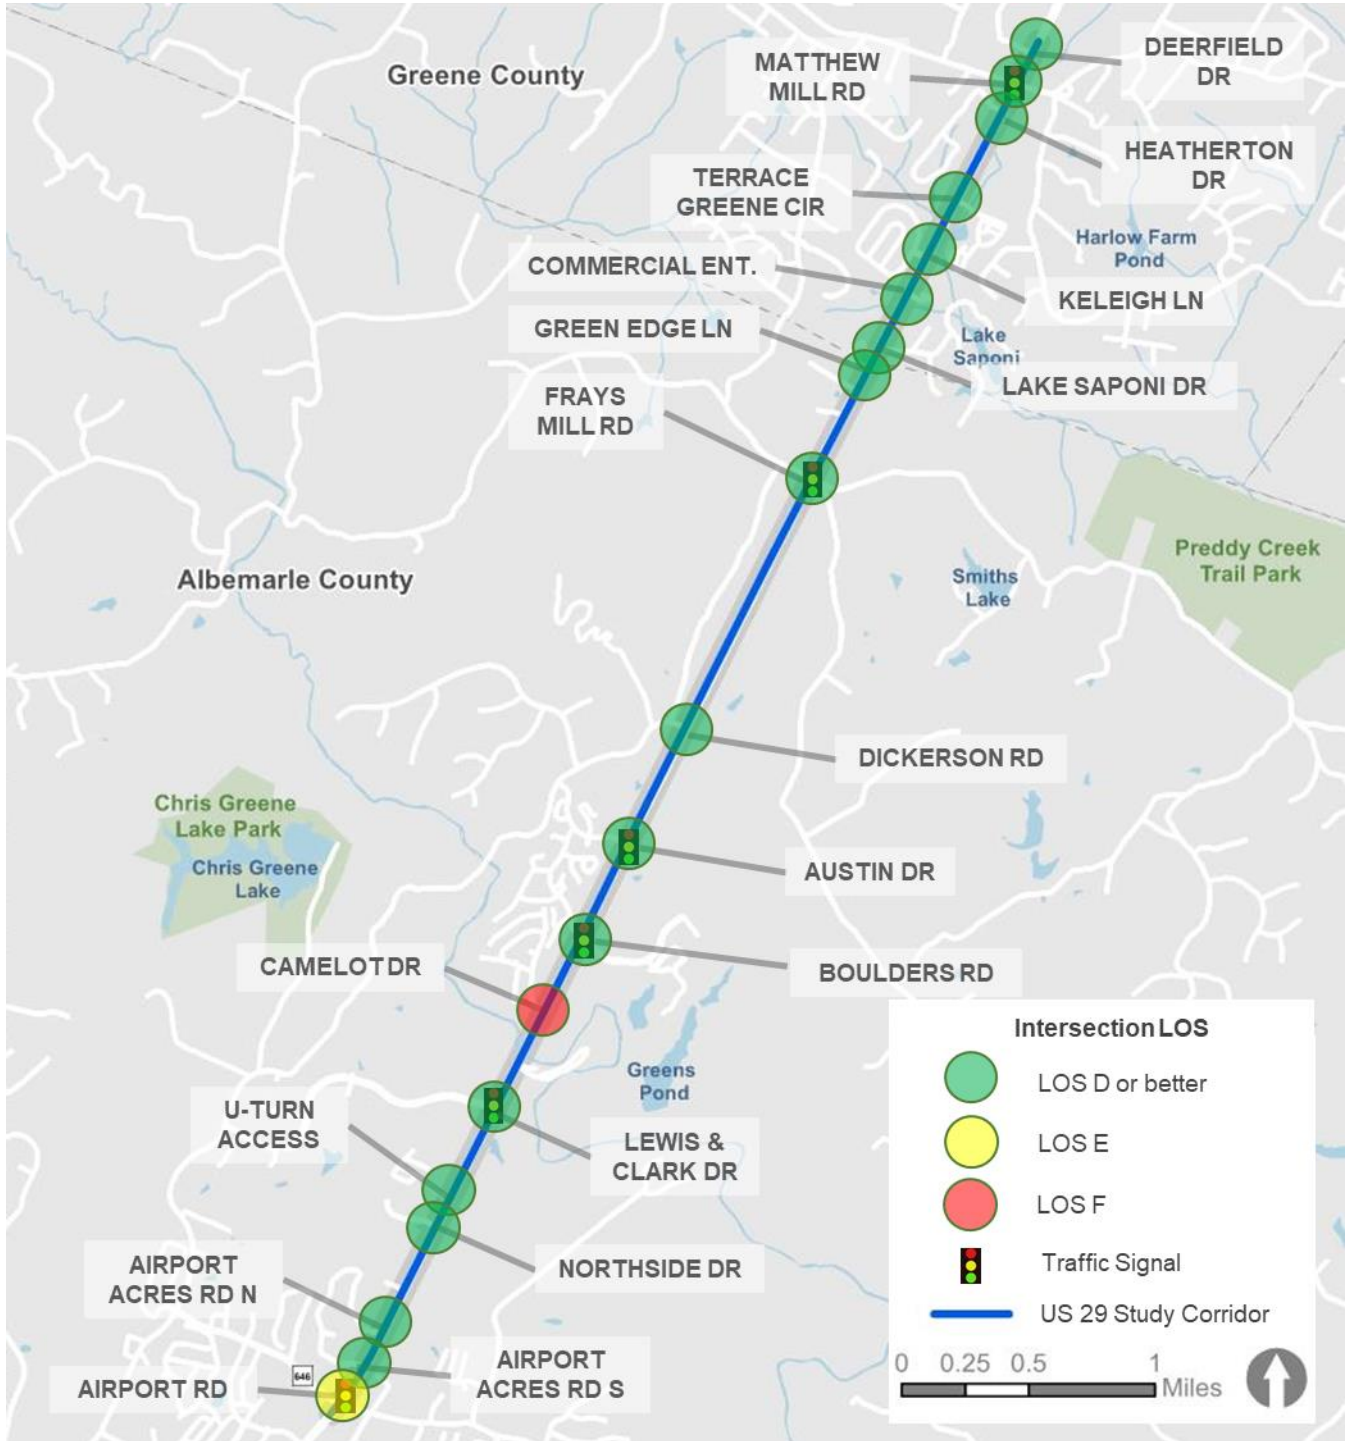 DEERFIELD
DR
MATTHEW
MILL RD
Greene County
HEATHERTON
DR
TERRACE
GREENE CIR
Harlow Farm
Pond
COMMERCIAL ENT.
KELEIGH LN
GREEN EDGE LN
Lake
Saponi
LAKE SAPONI DR
FRAYS
MILL RD
Preddy Creek
Trail Park
Smiths
Lake
Albemarle County
DICKERSON RD
Chris Greene
Lake Park
Chris Greene
Lake
AUSTIN DR
CAMELOT DR
BOULDERS RD
Greens
Pond
U-TURN
ACCESS
LEWIS &
CLARK DR
NORTHSIDE DR
AIRPORT
ACRES RD N
AIRPORT
ACRES RD S
646
AIRPORT RD
Intersection LOS
LOS D or better
LOS E
LOS F
Traffic Signal
US 29 Study Corridor
0 0.25 0.5 1
Miles